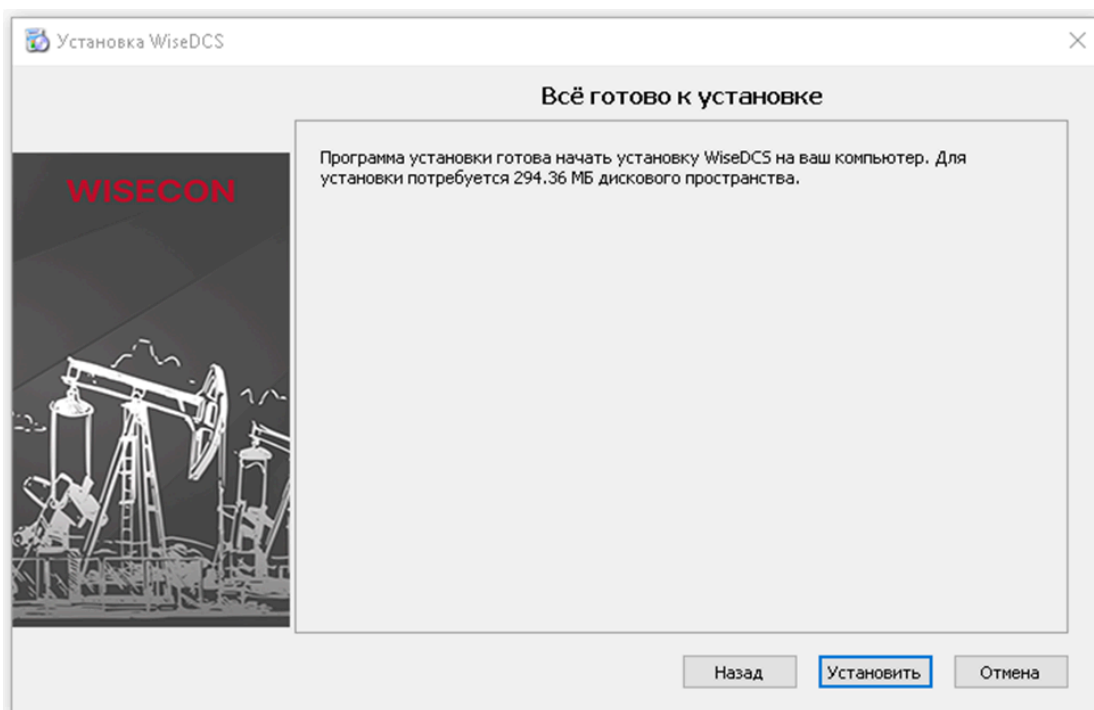 Установка WiseDCS
Всё готово к установке
Программа установки готова начать установку WiseDCS на ваш компьютер. Для
установки потребуется 294.36 МБ дискового пространства.
WISECON
Назад
Установить
Отмена